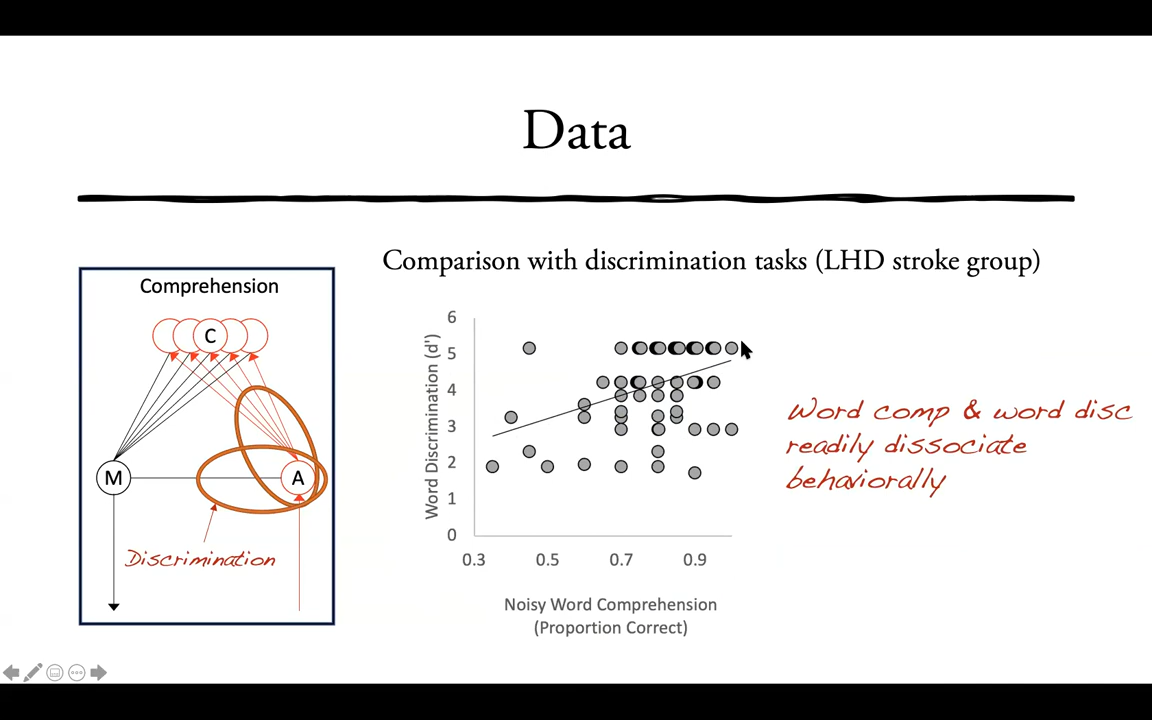 Data
Comparison with discrimination tasks (LHD stroke group)
Comprehension
C
M
A
Discrimination
Word Discrimination (d')
6
5
4
3
2
1
0
0.3 0.5 0.7 0.9
Noisy Word Comprehension
(Proportion Correct)
Word comp & word disc
readily dissociate
behaviorally